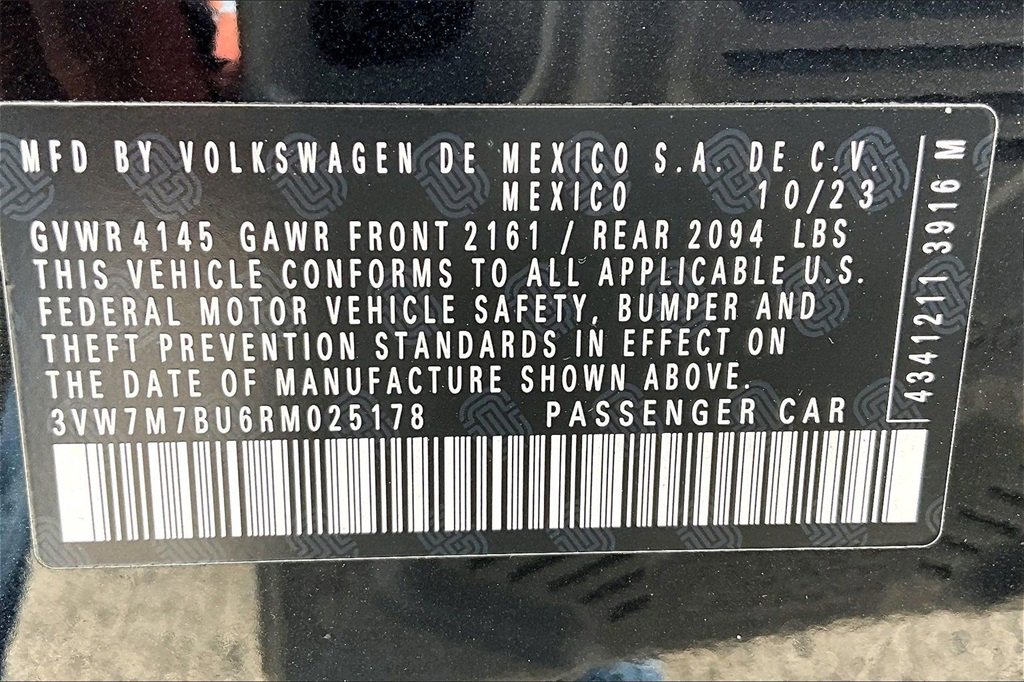 MFD BY VOLKSWAGEN DE MEXICO S.A. DE C.V.
MEXICO 10/23
GVWR 4145 GAWR FRONT 2161 / REAR 2094 LBS
THIS VEHICLE CONFORMS TO ALL APPLICABLE U.S.
FEDERAL MOTOR VEHICLE SAFETY, BUMPER AND
THEFT PREVENTION STANDARDS IN EFFECT ON
THE DATE OF MANUFACTURE SHOWN ABOVE.
3VW7M7BU6RM025178 PASSENGER CAR
4341211 3916 M